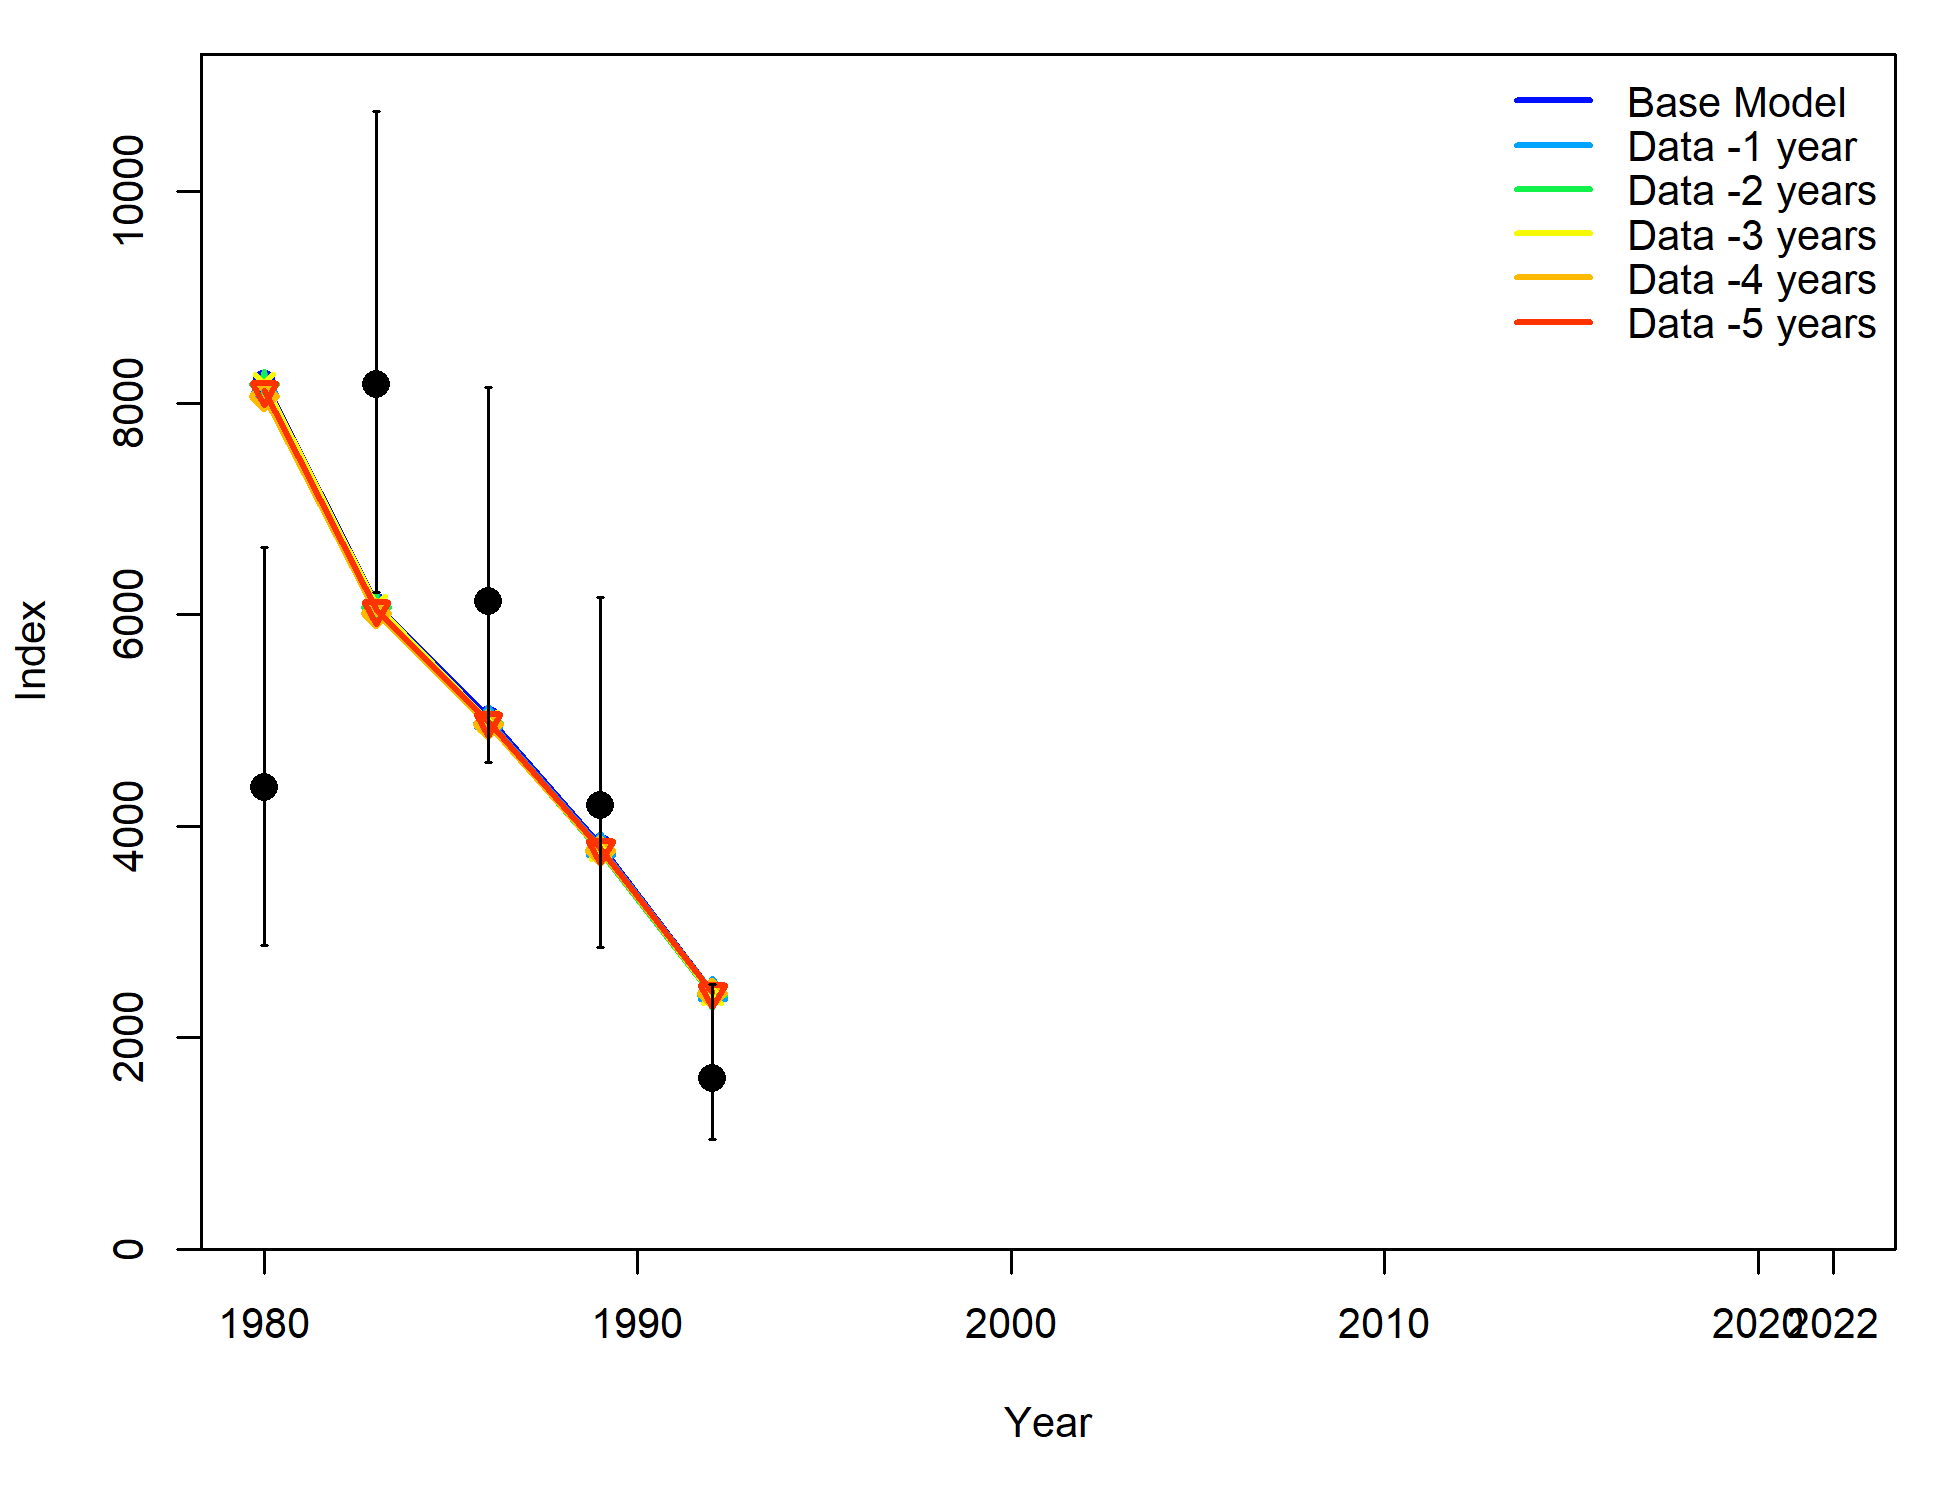 Base Model
Data -1 year
Data -2 years
Data -3 years
Data -4 years
Data -5 years
10000
8000
6000
4000
2000
0
Index
1980 1990 2000 2010 2020 2022
Year